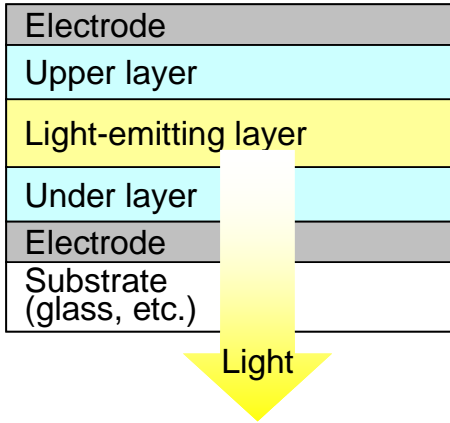 Electrode
Upper layer
Light-emitting layer
Under layer
Electrode
Substrate
(glass, etc.)
Light